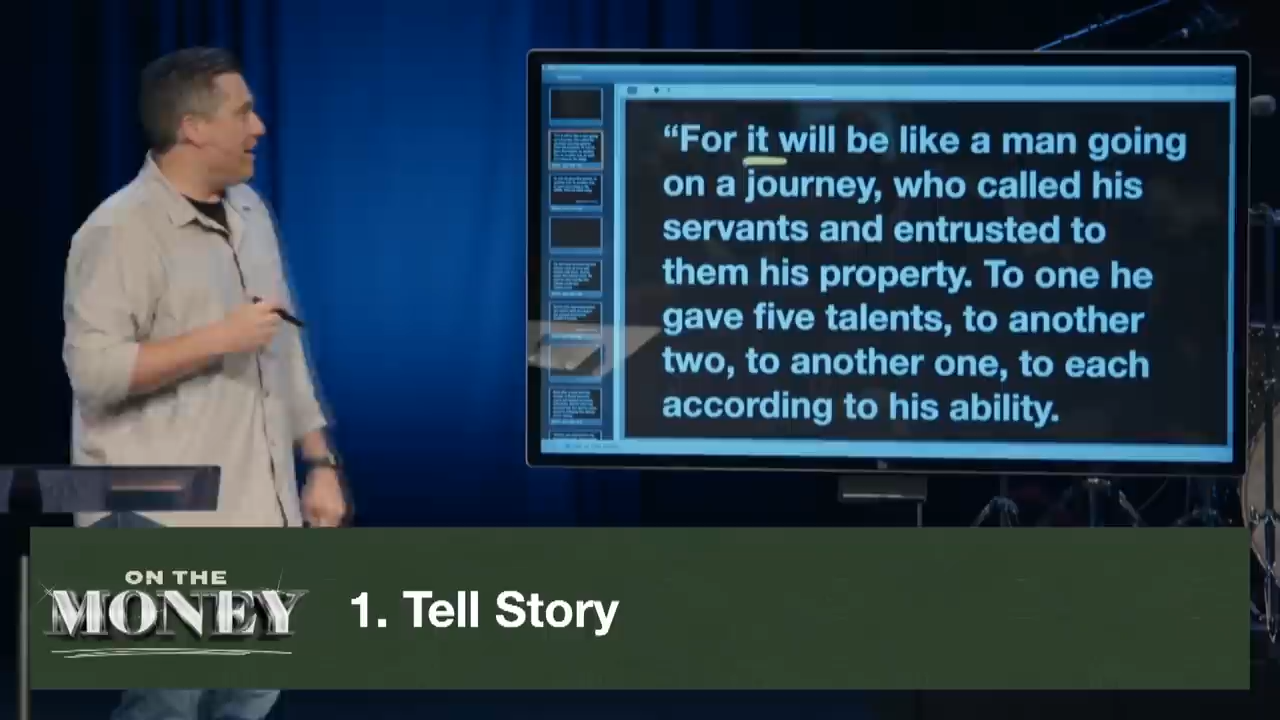 “For it will be like a man going
on a journey, who called his
servants and entrusted to
them his property. To one he
gave five talents, to another
two, to another one, to each
according to his ability.
ON THE
MONEY
1. Tell Story